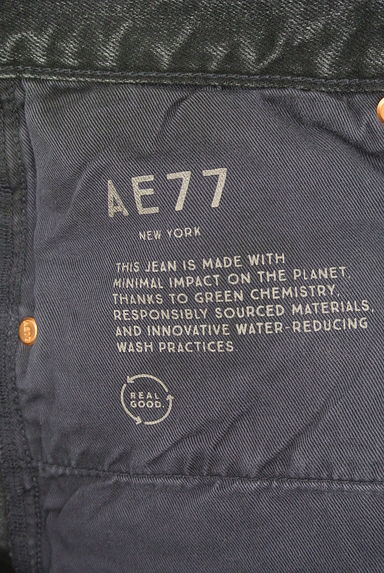 AE77
NEW YORK
THIS JEAN IS MADE WITH
MINIMAL IMPACT ON THE PLANET,
THANKS TO GREEN CHEMISTRY,
RESPONSIBLY SOURCED MATERIALS,
AND INNOVATIVE WATER-REDUCING
WASH PRACTICES.
REAL
GOOD.